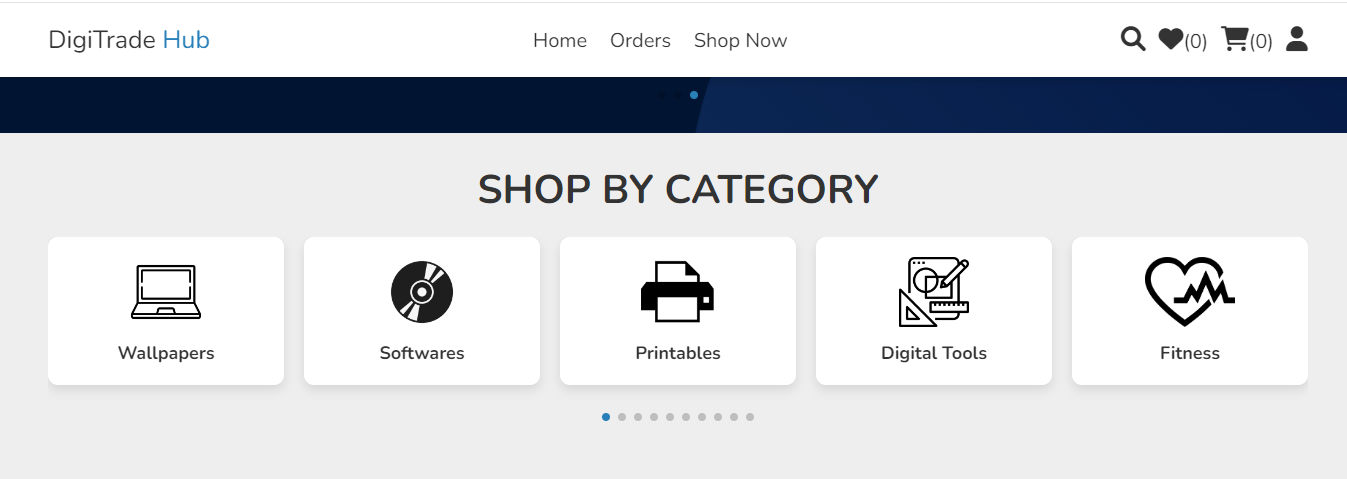 DigiTrade Hub
Home Orders Shop Now
(0) (0)
SHOP BY CATEGORY
Wallpapers
Softwares
Printables
Digital Tools
Fitness